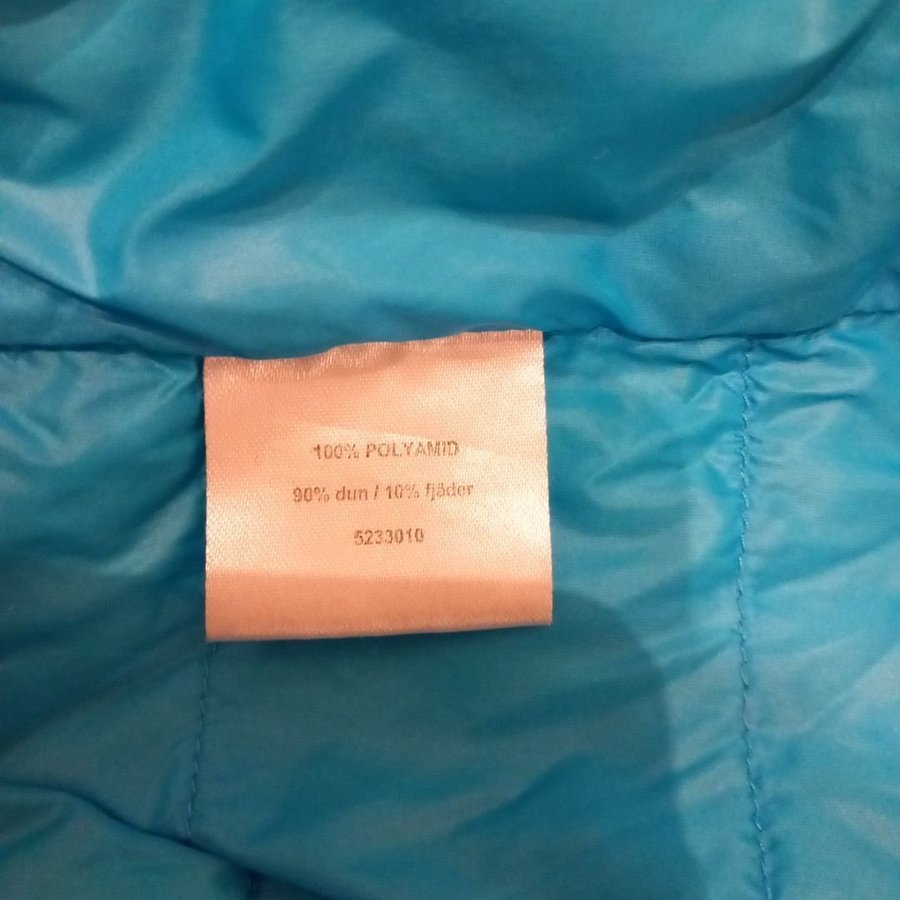 100% POLYAMID
90% dun / 10% fjäder
5233010